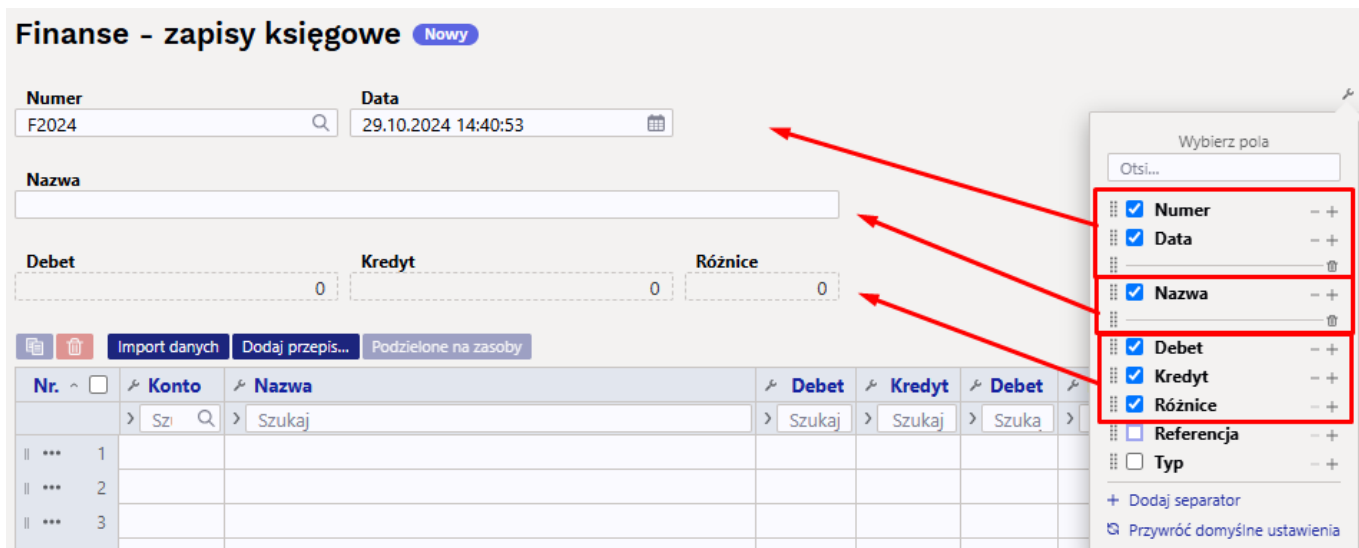 Finanse - zapisy księgowe Nowy
Numer Data
F2024 29.10.2024 14:40:53
Wybierz pola
Otsi...
Nazwa
Numer
Data
Debet Kredyt Różnice
0 0 0
Nazwa
Import danych Dodaj przepis... Podzielone na zasoby
Debet
Kredyt
Różnice
Referencja
Typ
Nr. Konto Nazwa Debet Kredyt Debet
Szu Szukaj Szukaj Szukaj Szuka
1
2
3
+ Dodaj separator
Przywróć domyślne ustawienia